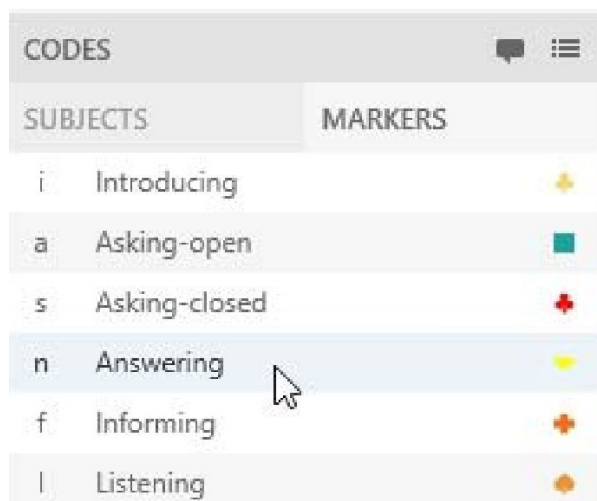 CODES
SUBJECTS MARKERS
i Introducing
a Asking-open
s Asking-closed
n Answering
f Informing
l Listening